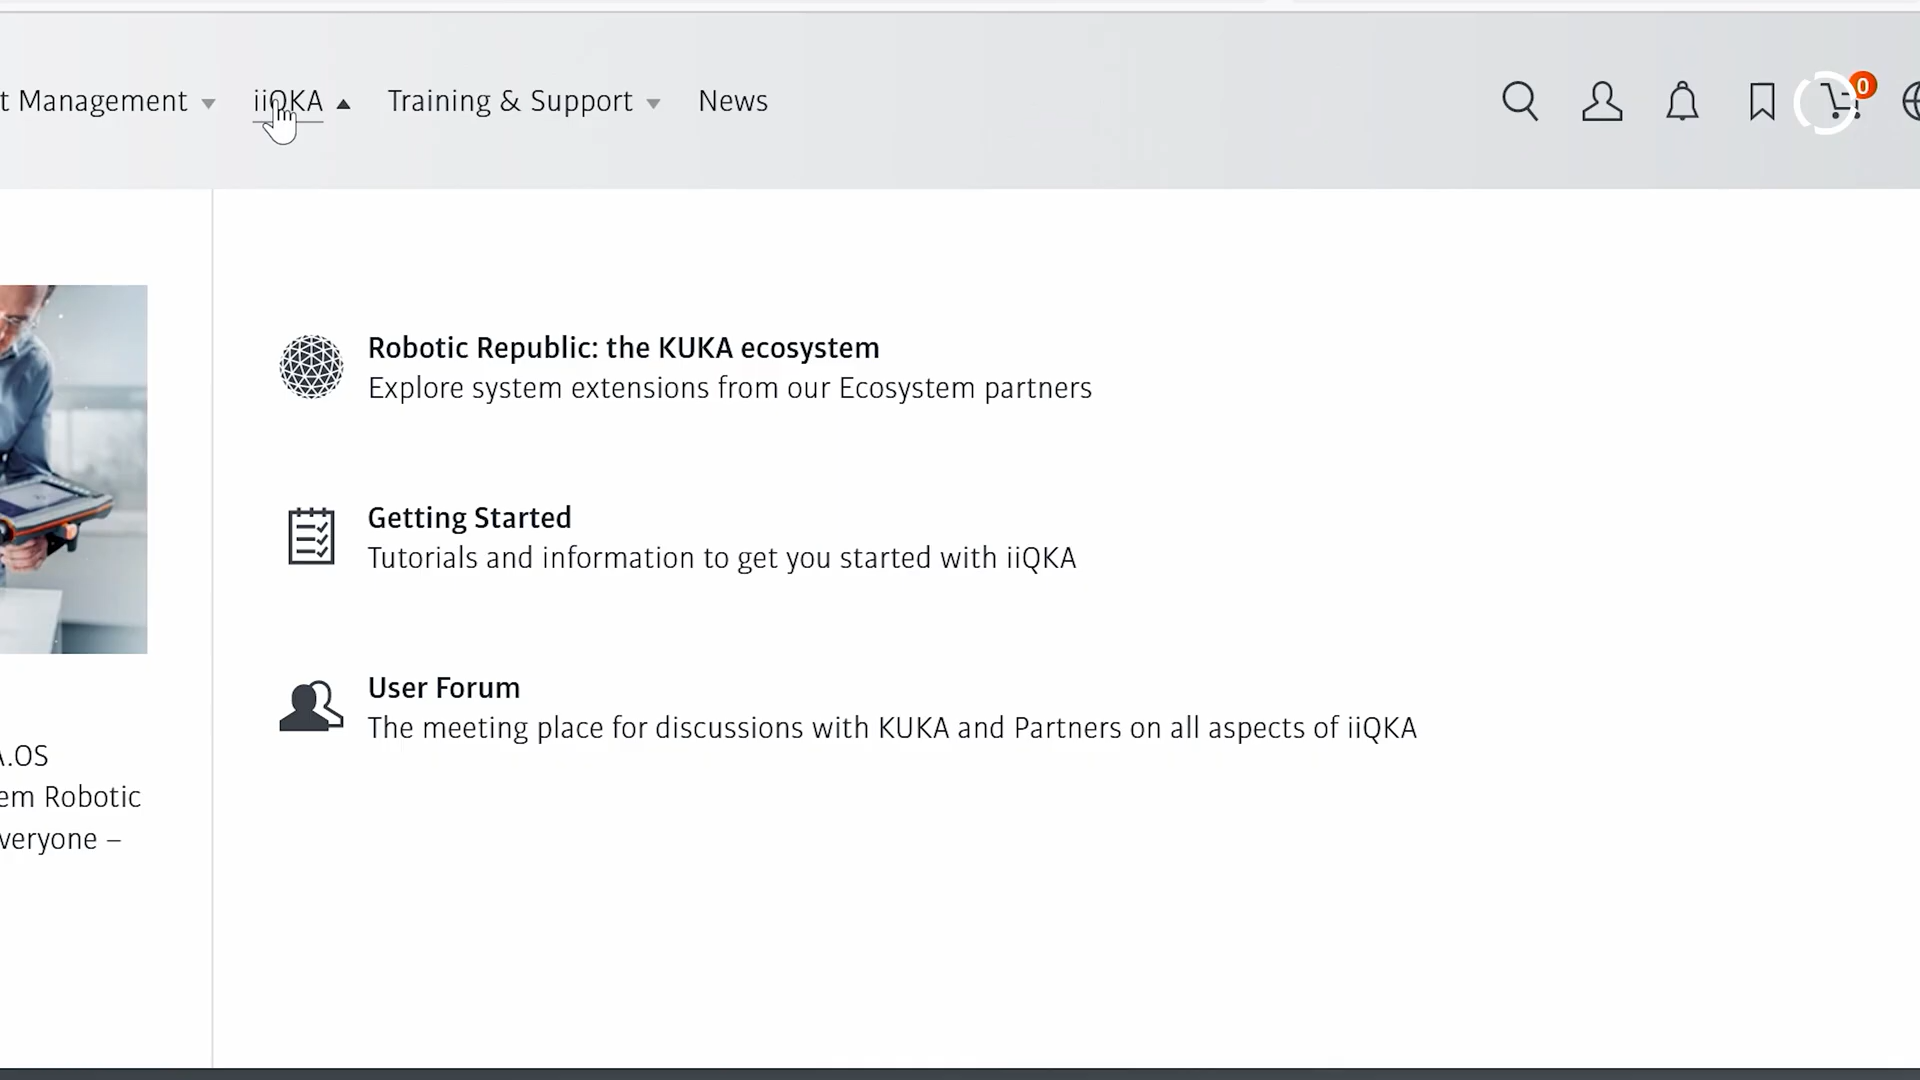 t Management
iiQKA
Training & Support
News
0
Robotic Republic: the KUKA ecosystem
Explore system extensions from our Ecosystem partners
Getting Started
Tutorials and information to get you started with iiQKA
User Forum
The meeting place for discussions with KUKA and Partners on all aspects of iiQKA
.OS
em Robotic
veryone –